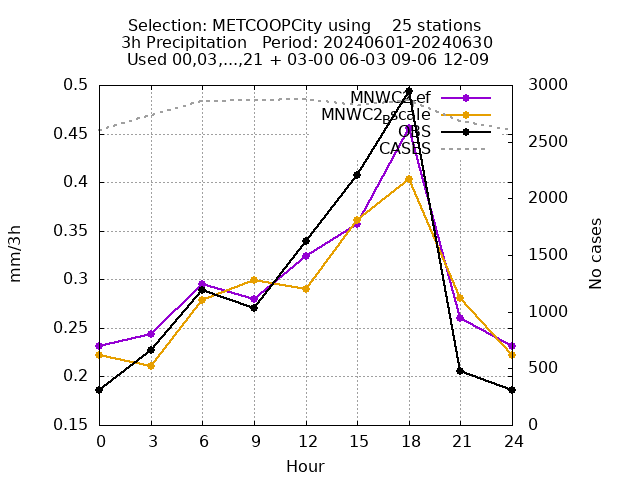 Selection: METCOOPCity using    25 stations
3h Precipitation   Period: 20240601-20240630
Used 00,03,...,21 + 03-00 06-03 09-06 12-09
0.5
0.45
0.4
0.35
0.3
0.25
0.2
0.15
mm/3h
3000
2500
2000
1500
1000
500
0
No cases
MNWC2_ef
MNWC2_Bscale
OBS
CASES
0 3 6 9 12 15 18 21 24
Hour